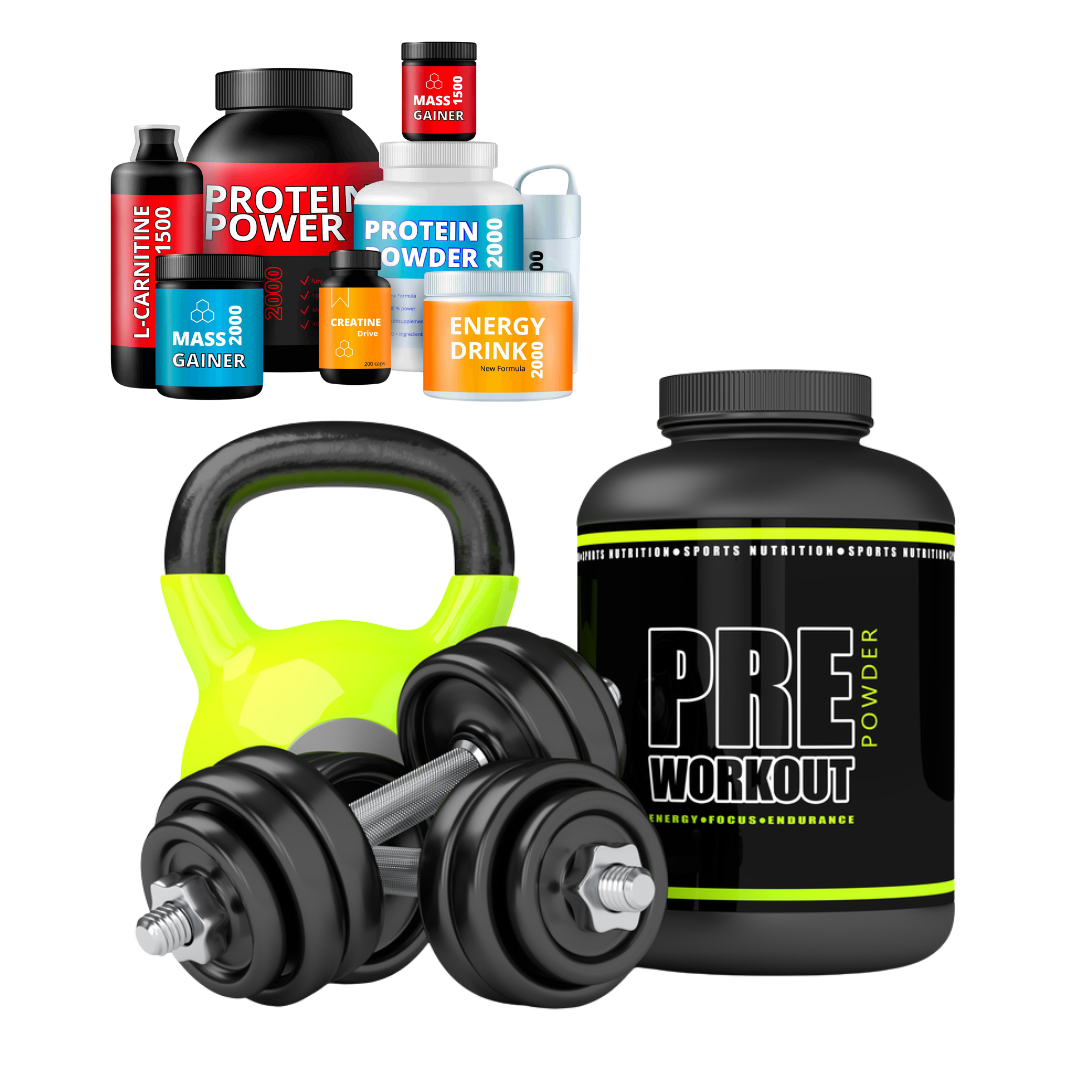 MASS
GAINER
1500
L-CARNITINE
1500
PROTEIN
POWER
2000
PROTEIN
POWDER
2000
MASS
GAINER
2000
CREATINE
Drive
200 caps
ENERGY
DRINK
New Formula
2000
SPORTS NUTRITION•SPORTS NUTRITION•SPORTS NUTRITION
PRE
WORKOUT
POWDER
ENERGY•FOCUS•ENDURANCE